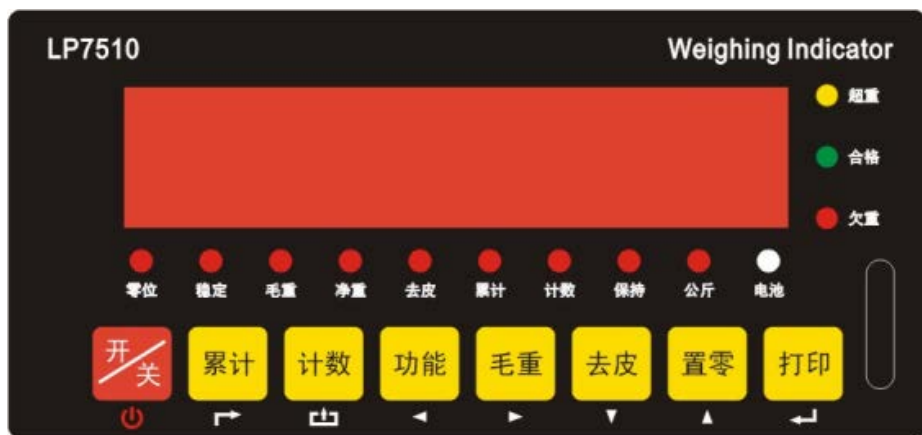 LP7510 Weighing Indicator
超重
合格
欠重
零位 稳定 毛重 净重 去皮 累计 计数 保持 公斤 电池
开/关 累计 计数 功能 毛重 去皮 置零 打印